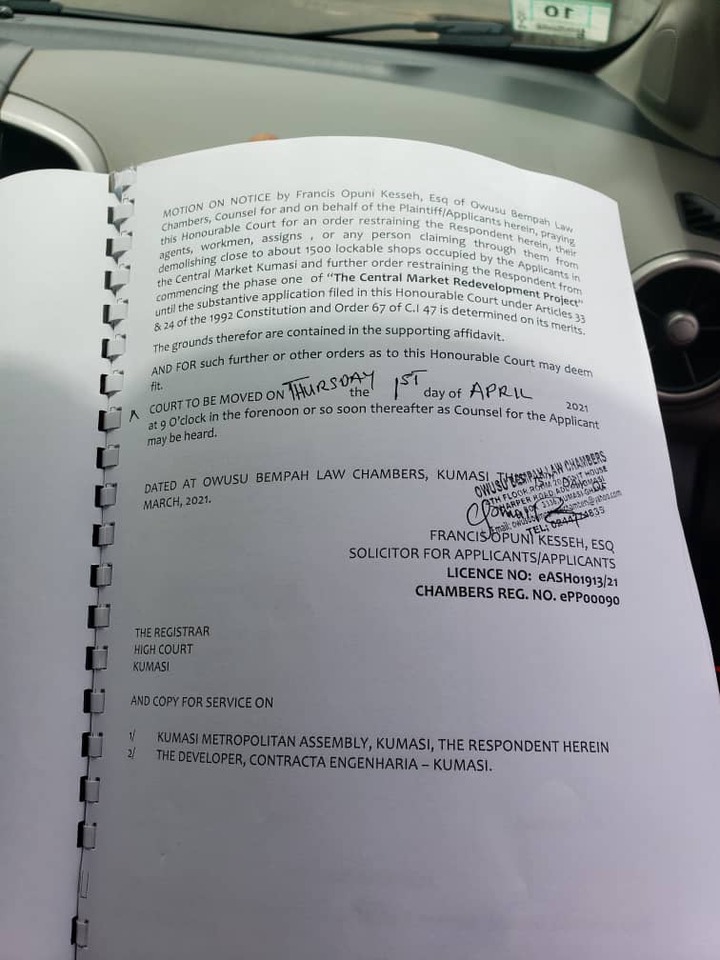 10
MOTION ON NOTICE by Francis Opuni Kesseh, Esq of Owusu Bempah Law
Chambers, Counsel for and on behalf of the Plaintiff/Applicants herein, praying
this Honourable Court for an order restraining the Respondent herein, their
agents, workmen, assigns , or any person claiming through them from
demolishing close to about 1500 lockable shops occupied by the Applicants in
the Central Market Kumasi and further order restraining the Respondent from
commencing the phase one of "The Central Market Redevelopment Project"
until the substantive application filed in this Honourable Court under Articles 33
& 24 of the 1992 Constitution and Order 67 of C.I 47 is determined on its merits.
The grounds therefor are contained in the supporting affidavit.
AND FOR such further or other orders as to this Honourable Court may deem
fit.
COURT TO BE MOVED ON THURSDAY the 1ST day of APRIL 2021
at 9 O'clock in the forenoon or so soon thereafter as Counsel for the Applicant
may be heard.
DATED AT OWUSU BEMPAH LAW CHAMBERS, KUMASI
MARCH, 2021.
OWUSU BEMPAH LAW CHAMBERS
FRANCIS OPUNI KESSEH, ESQ
SOLICITOR FOR APPLICANTS/APPLICANTS
LICENCE NO: eASH01913/21
CHAMBERS REG. NO. ePP00090
THE REGISTRAR
HIGH COURT
KUMASI
AND COPY FOR SERVICE ON
1/ KUMASI METROPOLITAN ASSEMBLY, KUMASI, THE RESPONDENT HEREIN
2/ THE DEVELOPER, CONTRACTA ENGENHARIA – KUMASI.